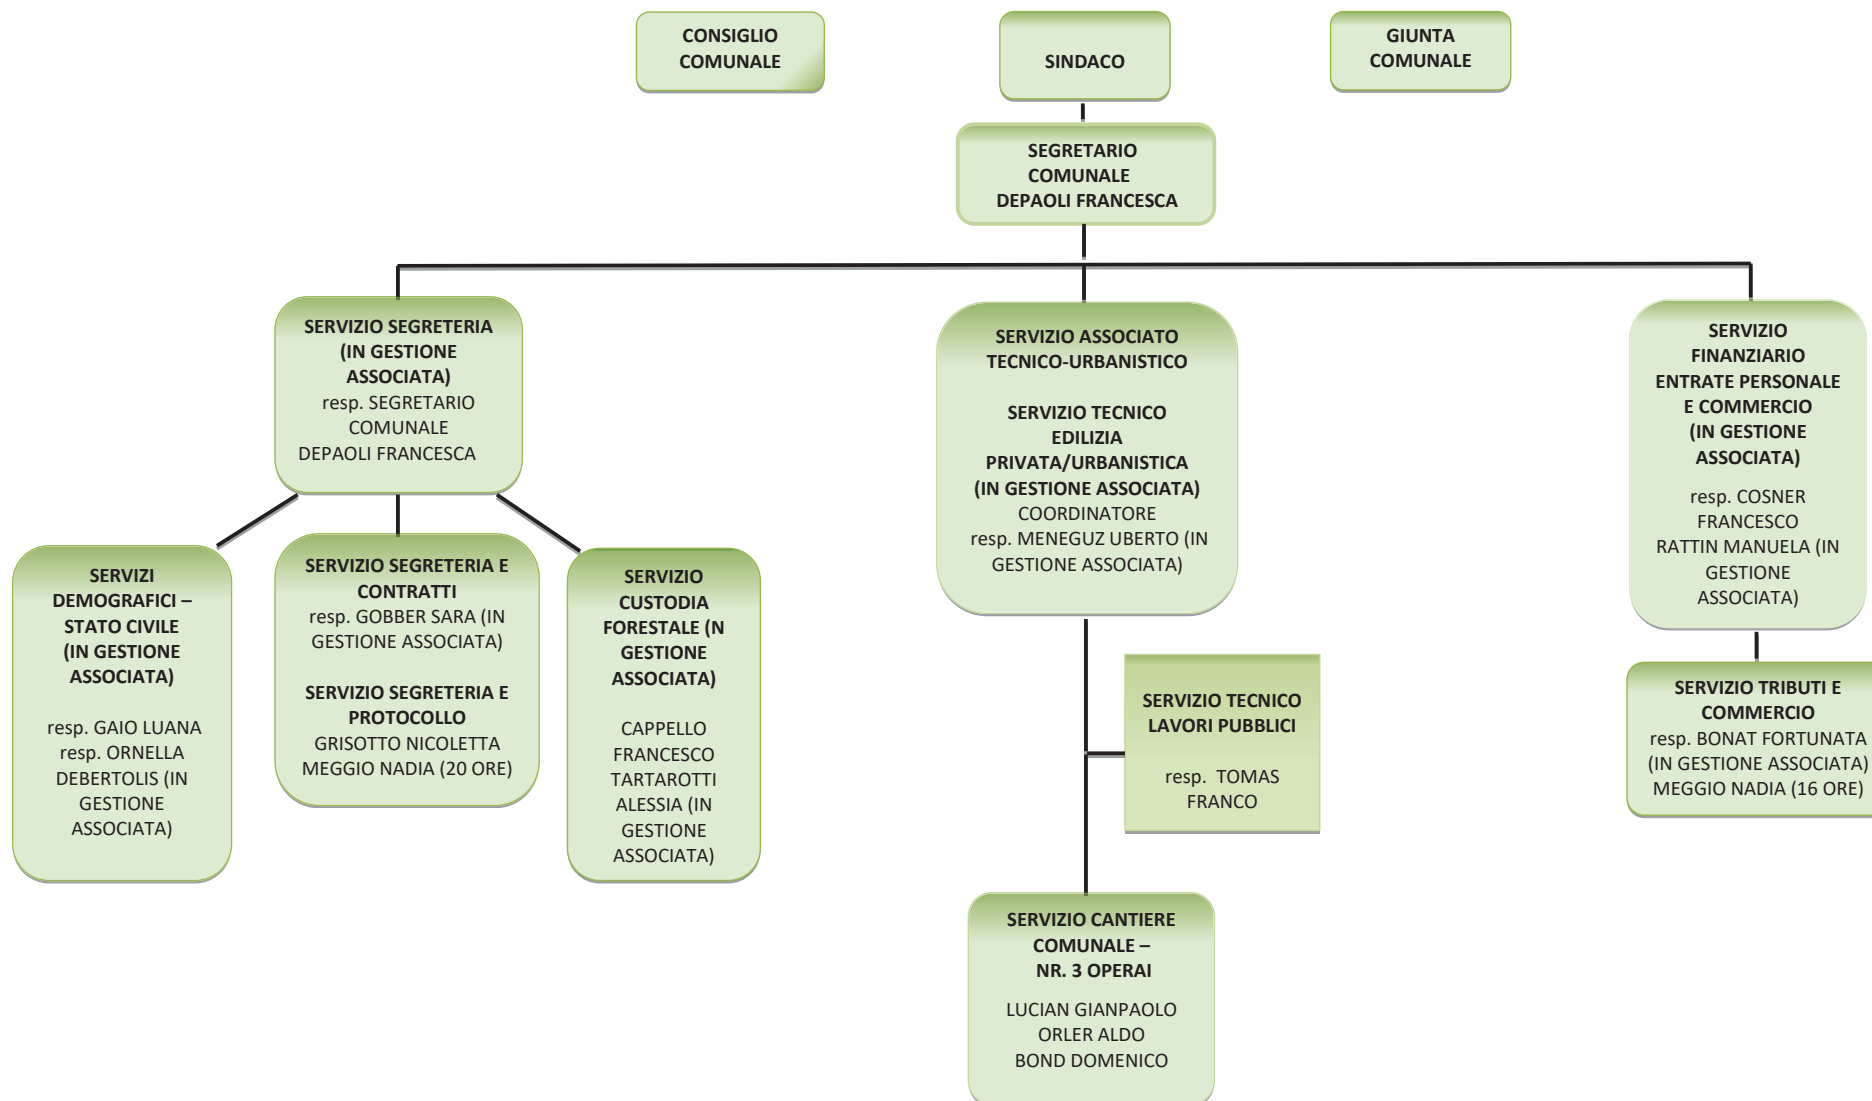 CONSIGLIO
COMUNALE
SINDACO
GIUNTA
COMUNALE
SEGRETARIO
COMUNALE
DEPAOLI FRANCESCA
SERVIZIO SEGRETERIA
(IN GESTIONE
ASSOCIATA)
resp. SEGRETARIO
COMUNALE
DEPAOLI FRANCESCA
SERVIZIO ASSOCIATO
TECNICO-URBANISTICO
SERVIZIO TECNICO
EDILIZIA
PRIVATA/URBANISTICA
(IN GESTIONE ASSOCIATA)
COORDINATORE
resp. MENEGUZ UBERTO (IN
GESTIONE ASSOCIATA)
SERVIZIO
FINANZIARIO
ENTRATE PERSONALE
E COMMERCIO
(IN GESTIONE
ASSOCIATA)
resp. COSNER
FRANCESCO
RATTIN MANUELA (IN
GESTIONE
ASSOCIATA)
SERVIZI
DEMOGRAFICI –
STATO CIVILE
(IN GESTIONE
ASSOCIATA)
resp. GAIO LUANA
resp. ORNELLA
DEBERTOLIS (IN
GESTIONE
ASSOCIATA)
SERVIZIO SEGRETERIA E
CONTRATTI
resp. GOBBER SARA (IN
GESTIONE ASSOCIATA)
SERVIZIO SEGRETERIA E
PROTOCOLLO
GRISOTTO NICOLETTA
MEGGIO NADIA (20 ORE)
SERVIZIO
CUSTODIA
FORESTALE (N
GESTIONE
ASSOCIATA)
CAPPELLO
FRANCESCO
TARTAROTTI
ALESSIA (IN
GESTIONE
ASSOCIATA)
SERVIZIO TECNICO
LAVORI PUBBLICI
resp.  TOMAS
FRANCO
SERVIZIO TRIBUTI E
COMMERCIO
resp. BONAT FORTUNATA
(IN GESTIONE ASSOCIATA)
MEGGIO NADIA (16 ORE)
SERVIZIO CANTIERE
COMUNALE –
NR. 3 OPERAI
LUCIAN GIANPAOLO
ORLER ALDO
BOND DOMENICO